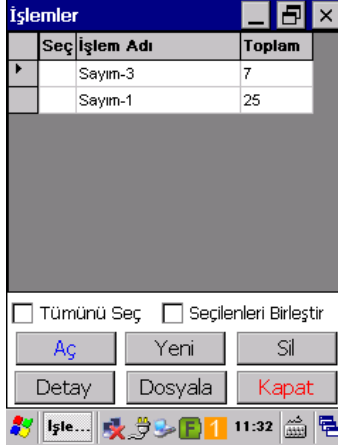 İşlemler
Seç İşlem Adı Toplam
Sayım-3 7
Sayım-1 25
Tümünü Seç Seçilenleri Birleştir
Aç Yeni Sil
Detay Dosyala Kapat
İşle... F 1 11:32